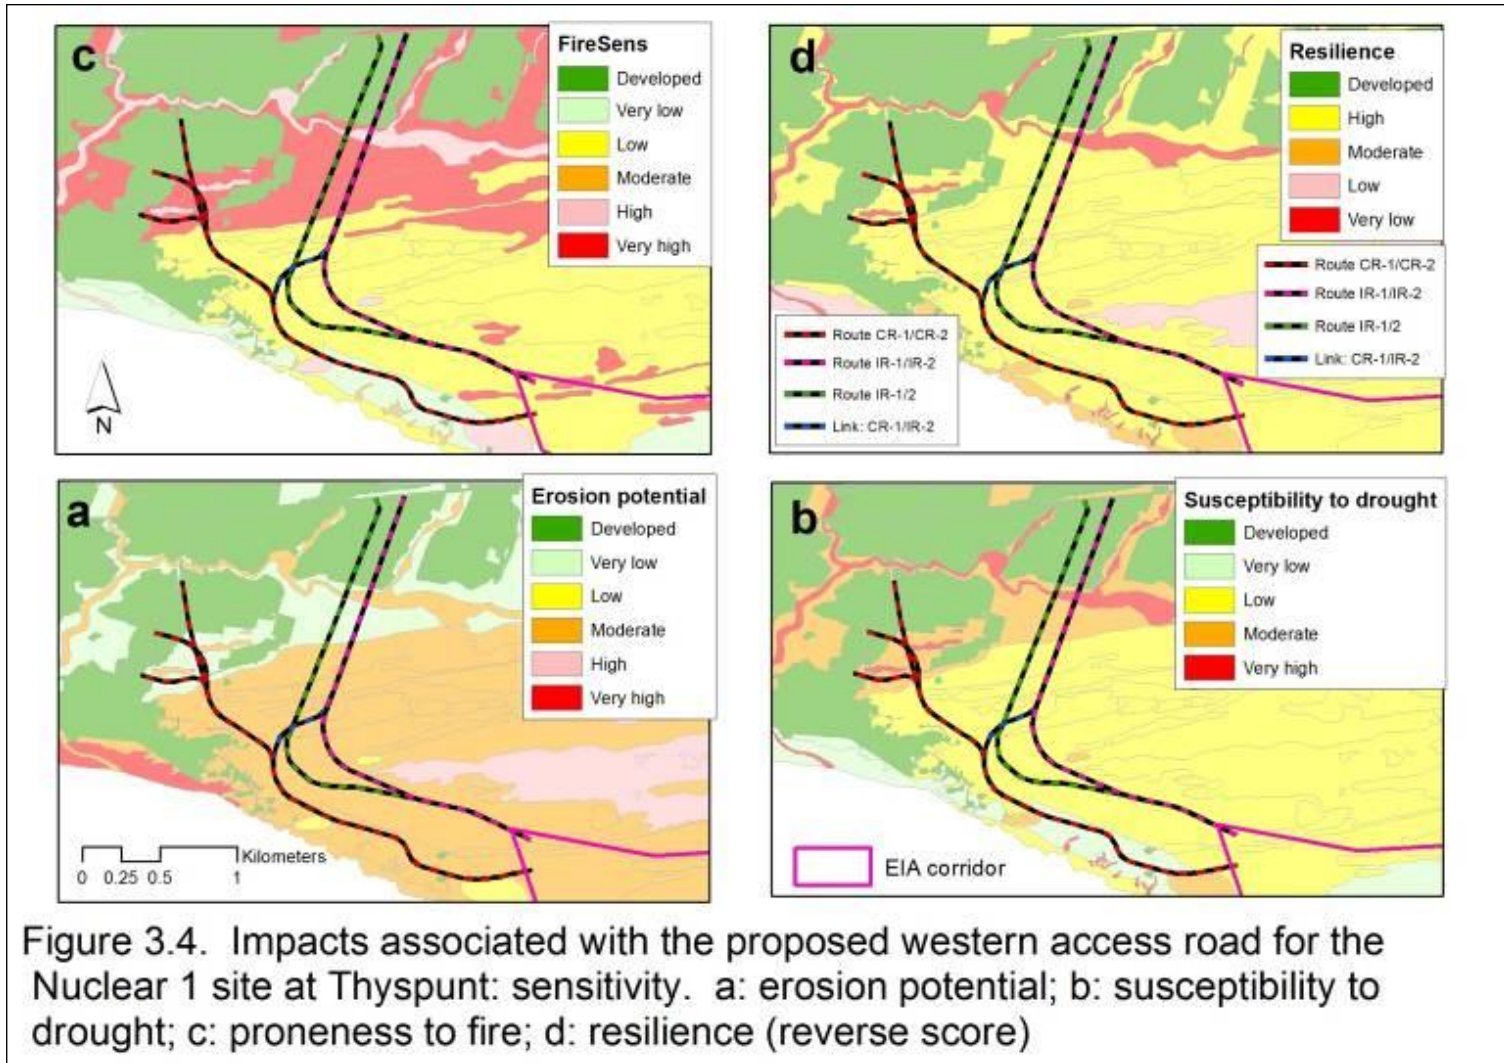 c
FireSens
Developed
Very low
Low
Moderate
High
Very high
N
Route CR-1/CR-2
Route IR-1/IR-2
Route IR-1/2
Link: CR-1/IR-2
d
Resilience
Developed
High
Moderate
Low
Very low
Route CR-1/CR-2
Route IR-1/IR-2
Route IR-1/2
Link: CR-1/IR-2
a
Erosion potential
Developed
Very low
Low
Moderate
High
Very high
Kilometers
0 0.25 0.5 1
b
Susceptibility to drought
Developed
Very low
Low
Moderate
Very high
EIA corridor
Figure 3.4. Impacts associated with the proposed western access road for the
Nuclear 1 site at Thyspunt: sensitivity. a: erosion potential; b: susceptibility to
drought; c: proneness to fire; d: resilience (reverse score)